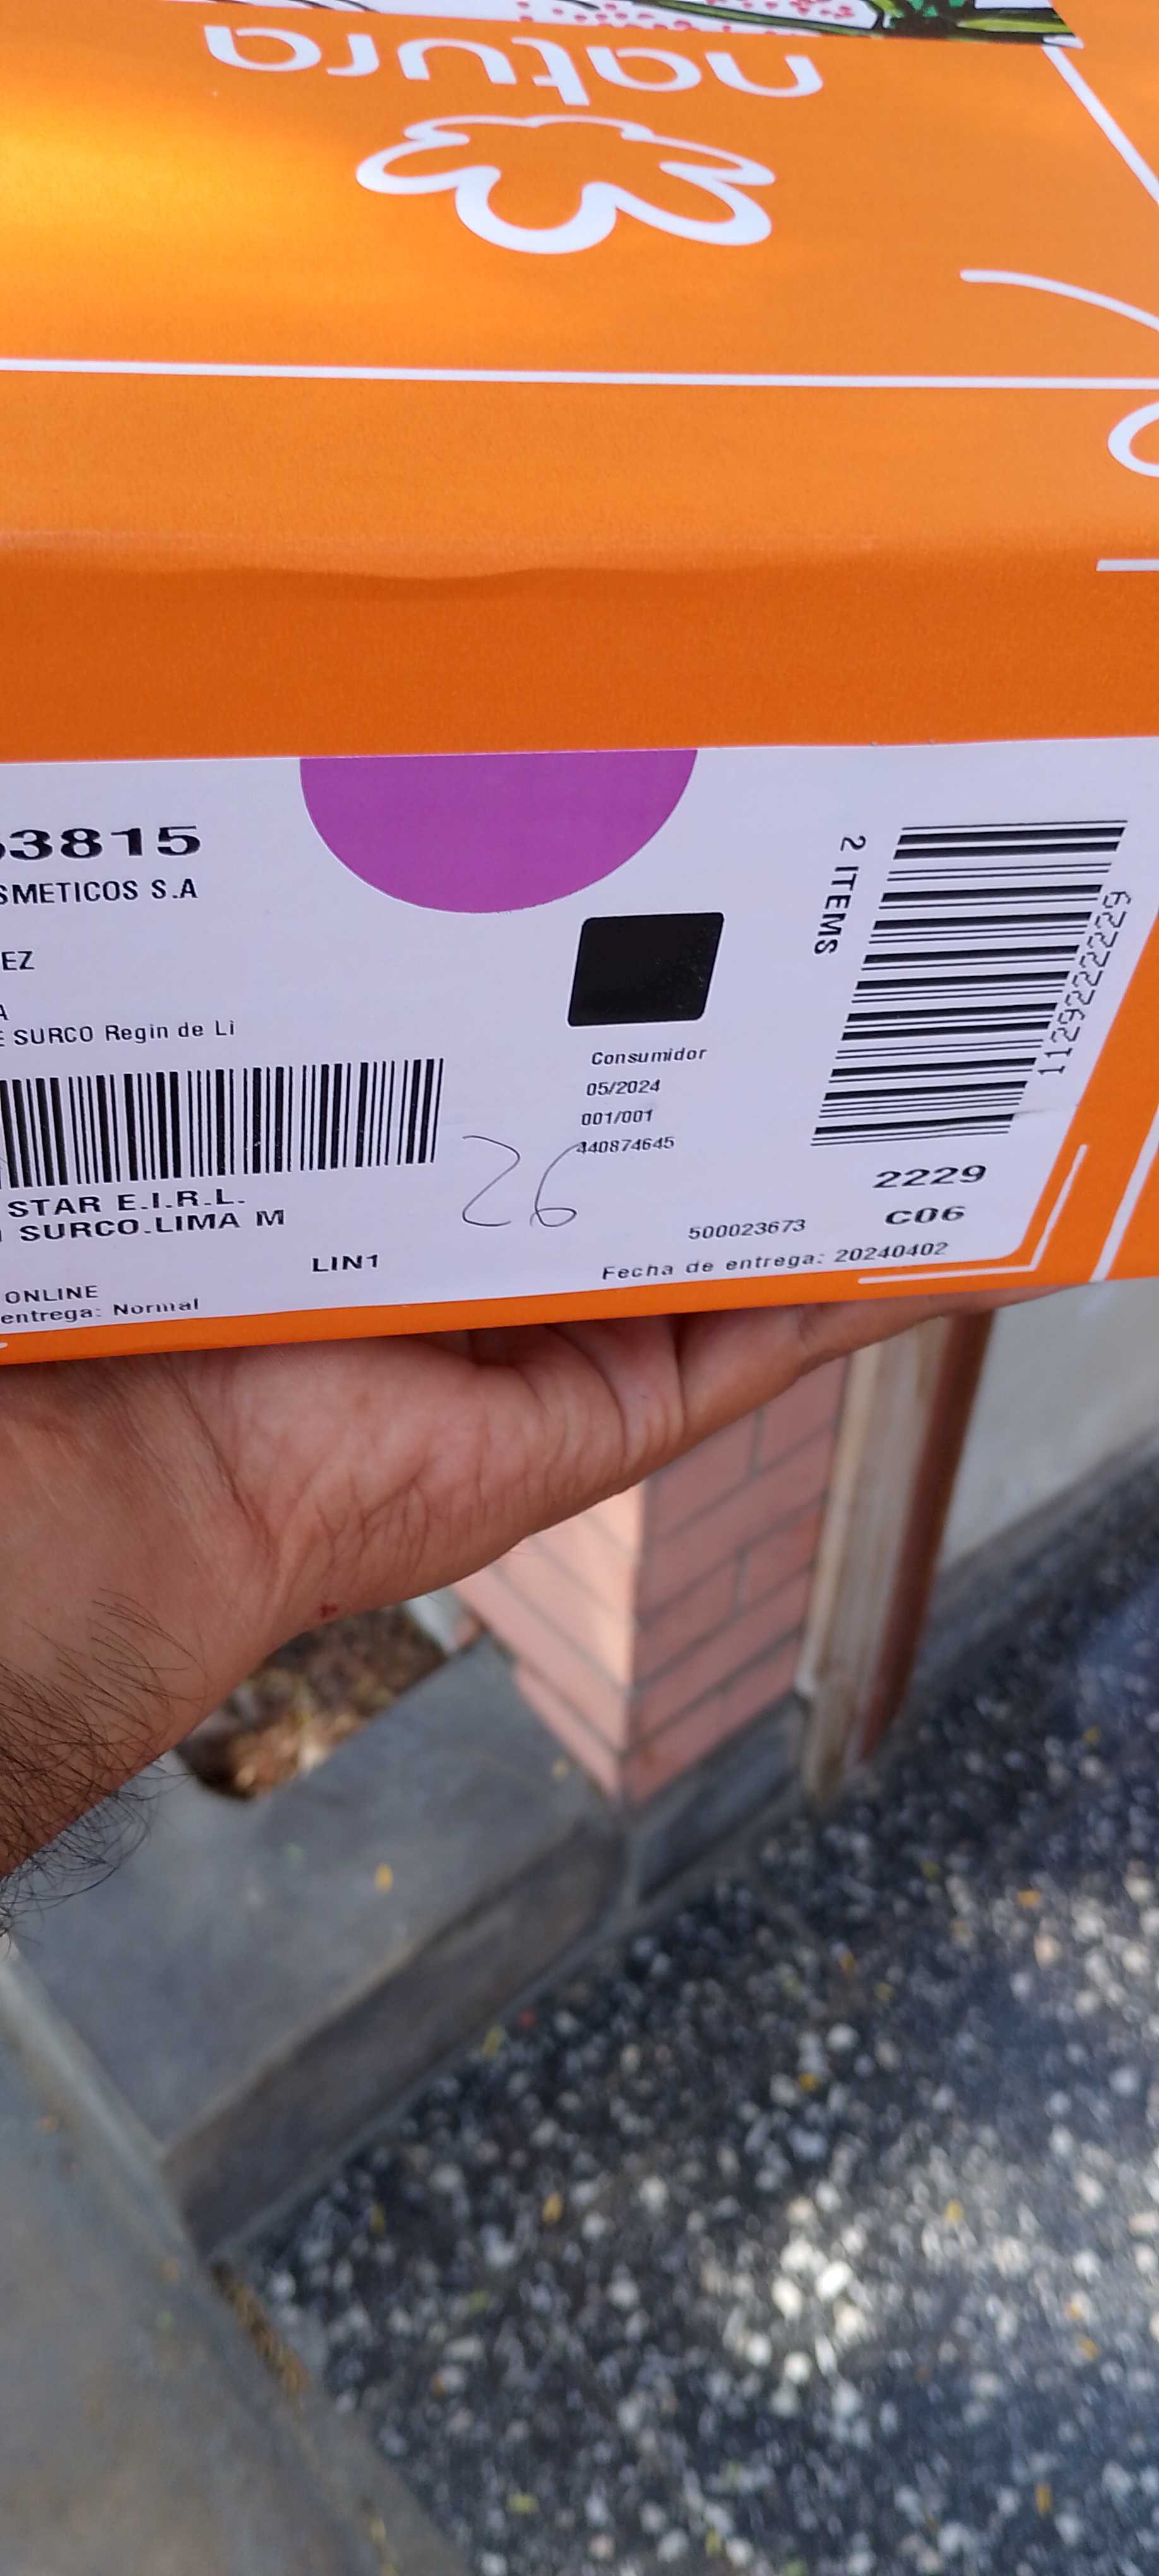 natura
53815
SMETICOS S.A
EZ
A
E SURCO Regin de Li
STAR E.I.R.L.
SURCO.LIMA M
LIN1
ONLINE
entrega: Normal
26
Consumidor
05/2024
001/001
440874645
2 ITEMS
2229
C06
500023673
Fecha de entrega: 20240402